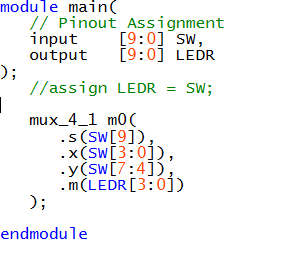 module main(
// Pinout Assignment
input [9:0] SW,
output [9:0] LEDR
);
//assign LEDR = SW;
mux_4_1 m0(
.s(SW[9]),
.x(SW[3:0]),
.y(SW[7:4]),
.m(LEDR[3:0])
);
endmodule